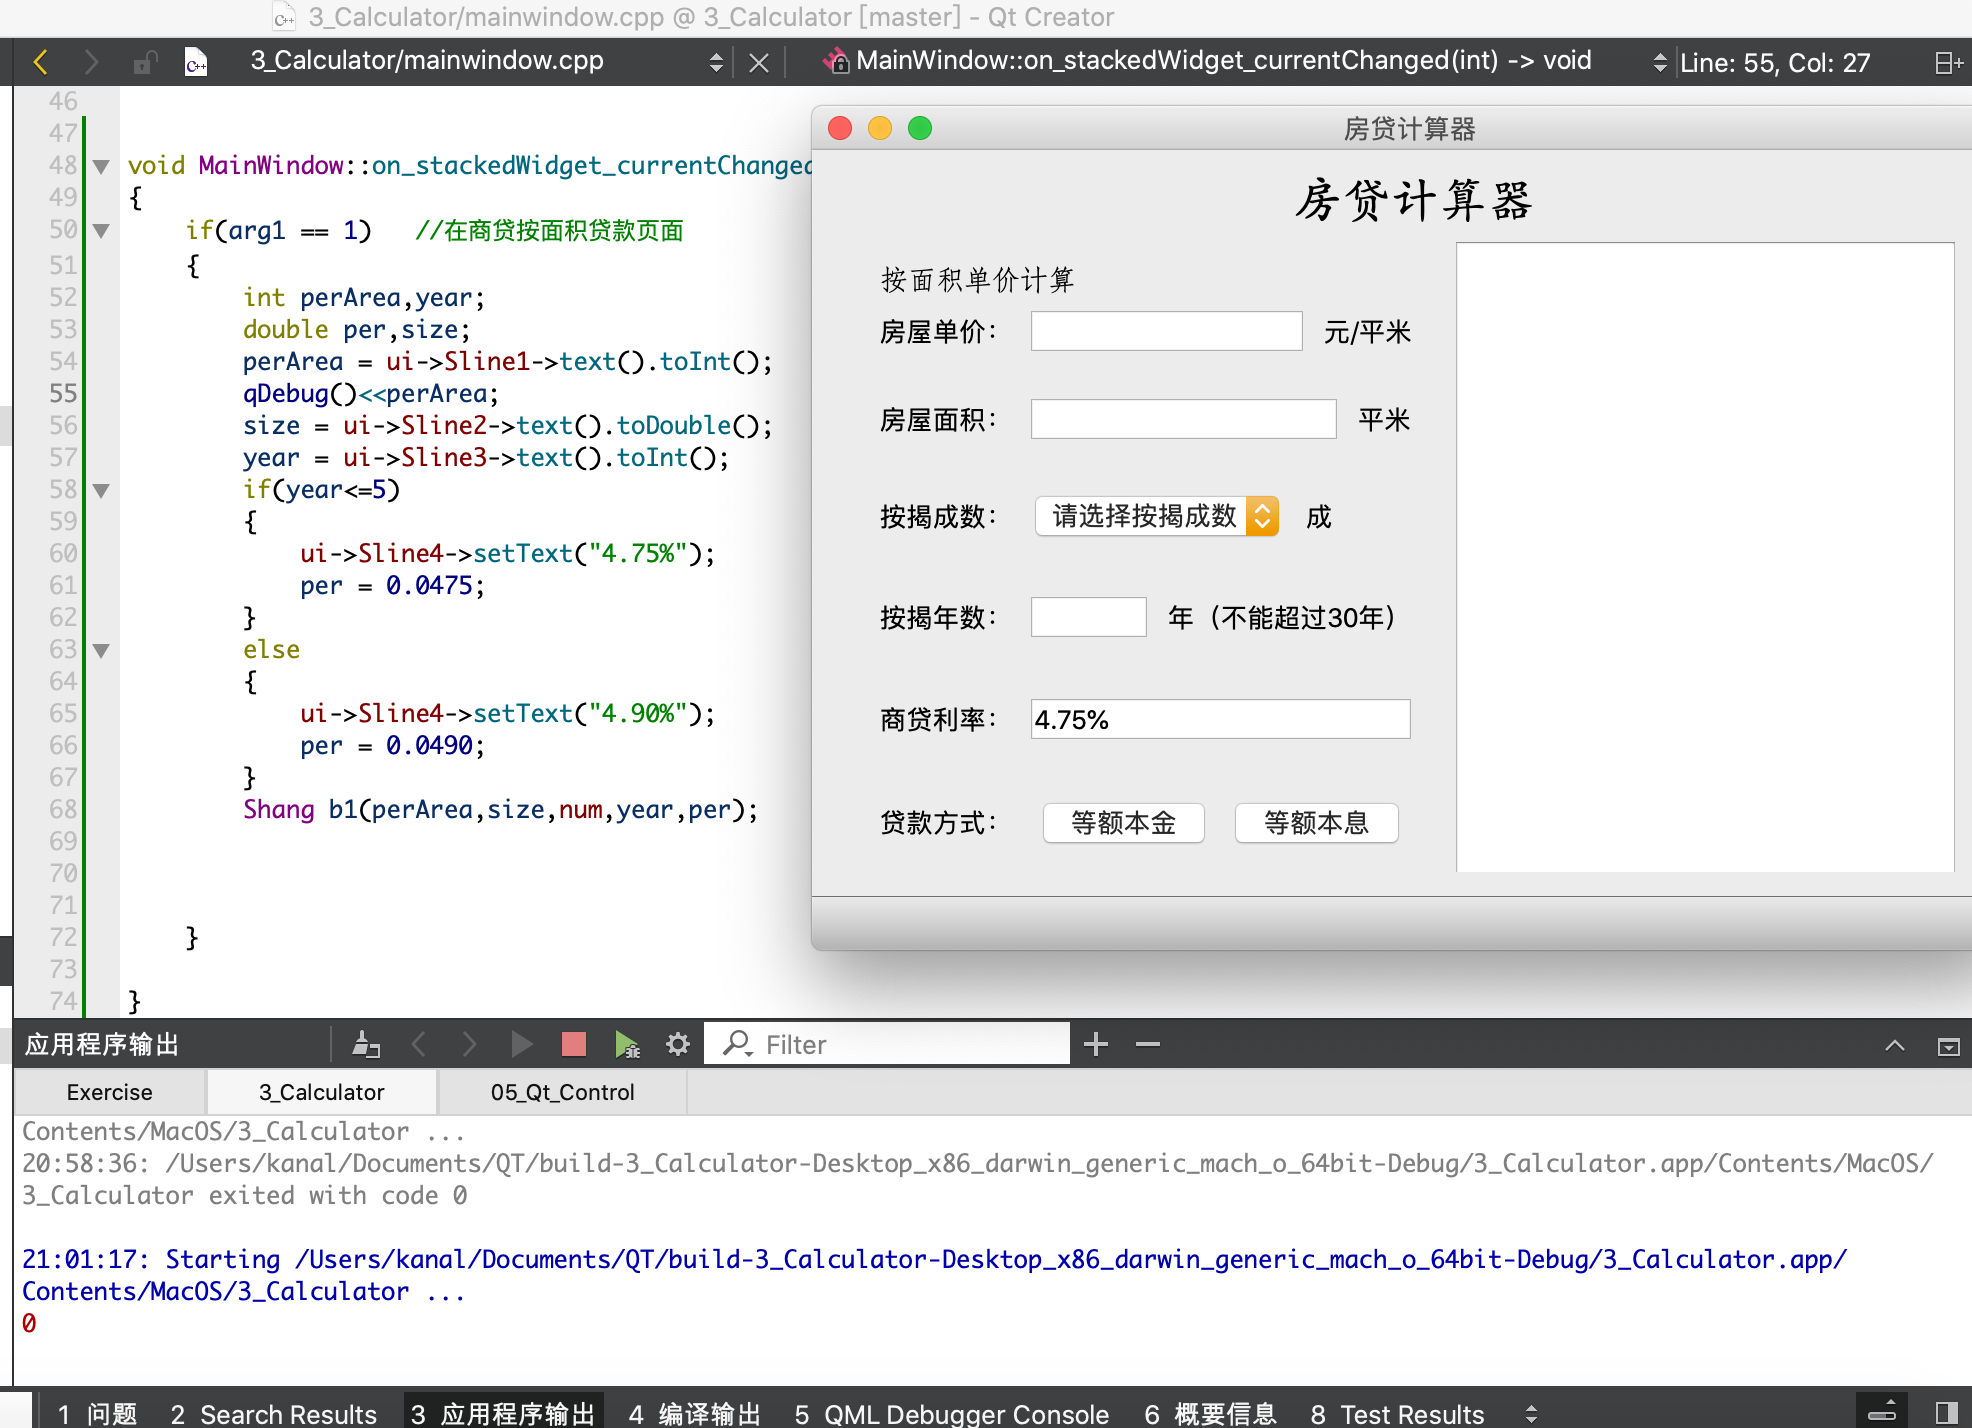 3_Calculator/mainwindow.cpp @ 3_Calculator [master] - Qt Creator
3_Calculator/mainwindow.cpp
MainWindow::on_stackedWidget_currentChanged(int) -> void
Line: 55, Col: 27
46
47
48 void MainWindow::on_stackedWidget_currentChanged
49 {
50 if(arg1 == 1) //在商贷按面积贷款页面
51 {
52 int perArea,year;
53 double per,size;
54 perArea = ui->Sline1->text().toInt();
55 qDebug()<<perArea;
56 size = ui->Sline2->text().toDouble();
57 year = ui->Sline3->text().toInt();
58 if(year<=5)
59 {
60 ui->Sline4->setText("4.75%");
61 per = 0.0475;
62 }
63 else
64 {
65 ui->Sline4->setText("4.90%");
66 per = 0.0490;
67 }
68 Shang b1(perArea,size,num,year,per);
69
70
71
72 }
73
74 }
房贷计算器
房贷计算器
按面积单价计算
房屋单价: 元/平米
房屋面积: 平米
按揭成数: 请选择按揭成数 成
按揭年数: 年（不能超过30年）
商贷利率: 4.75%
贷款方式: 等额本金 等额本息
应用程序输出
Filter
Exercise
3_Calculator
05_Qt_Control
Contents/MacOS/3_Calculator ...
20:58:36: /Users/kanal/Documents/QT/build-3_Calculator-Desktop_x86_darwin_generic_mach_o_64bit-Debug/3_Calculator.app/Contents/MacOS/
3_Calculator exited with code 0
21:01:17: Starting /Users/kanal/Documents/QT/build-3_Calculator-Desktop_x86_darwin_generic_mach_o_64bit-Debug/3_Calculator.app/
Contents/MacOS/3_Calculator ...
0
1 问题 2 Search Results 3 应用程序输出 4 编译输出 5 QML Debugger Console 6 概要信息 8 Test Results